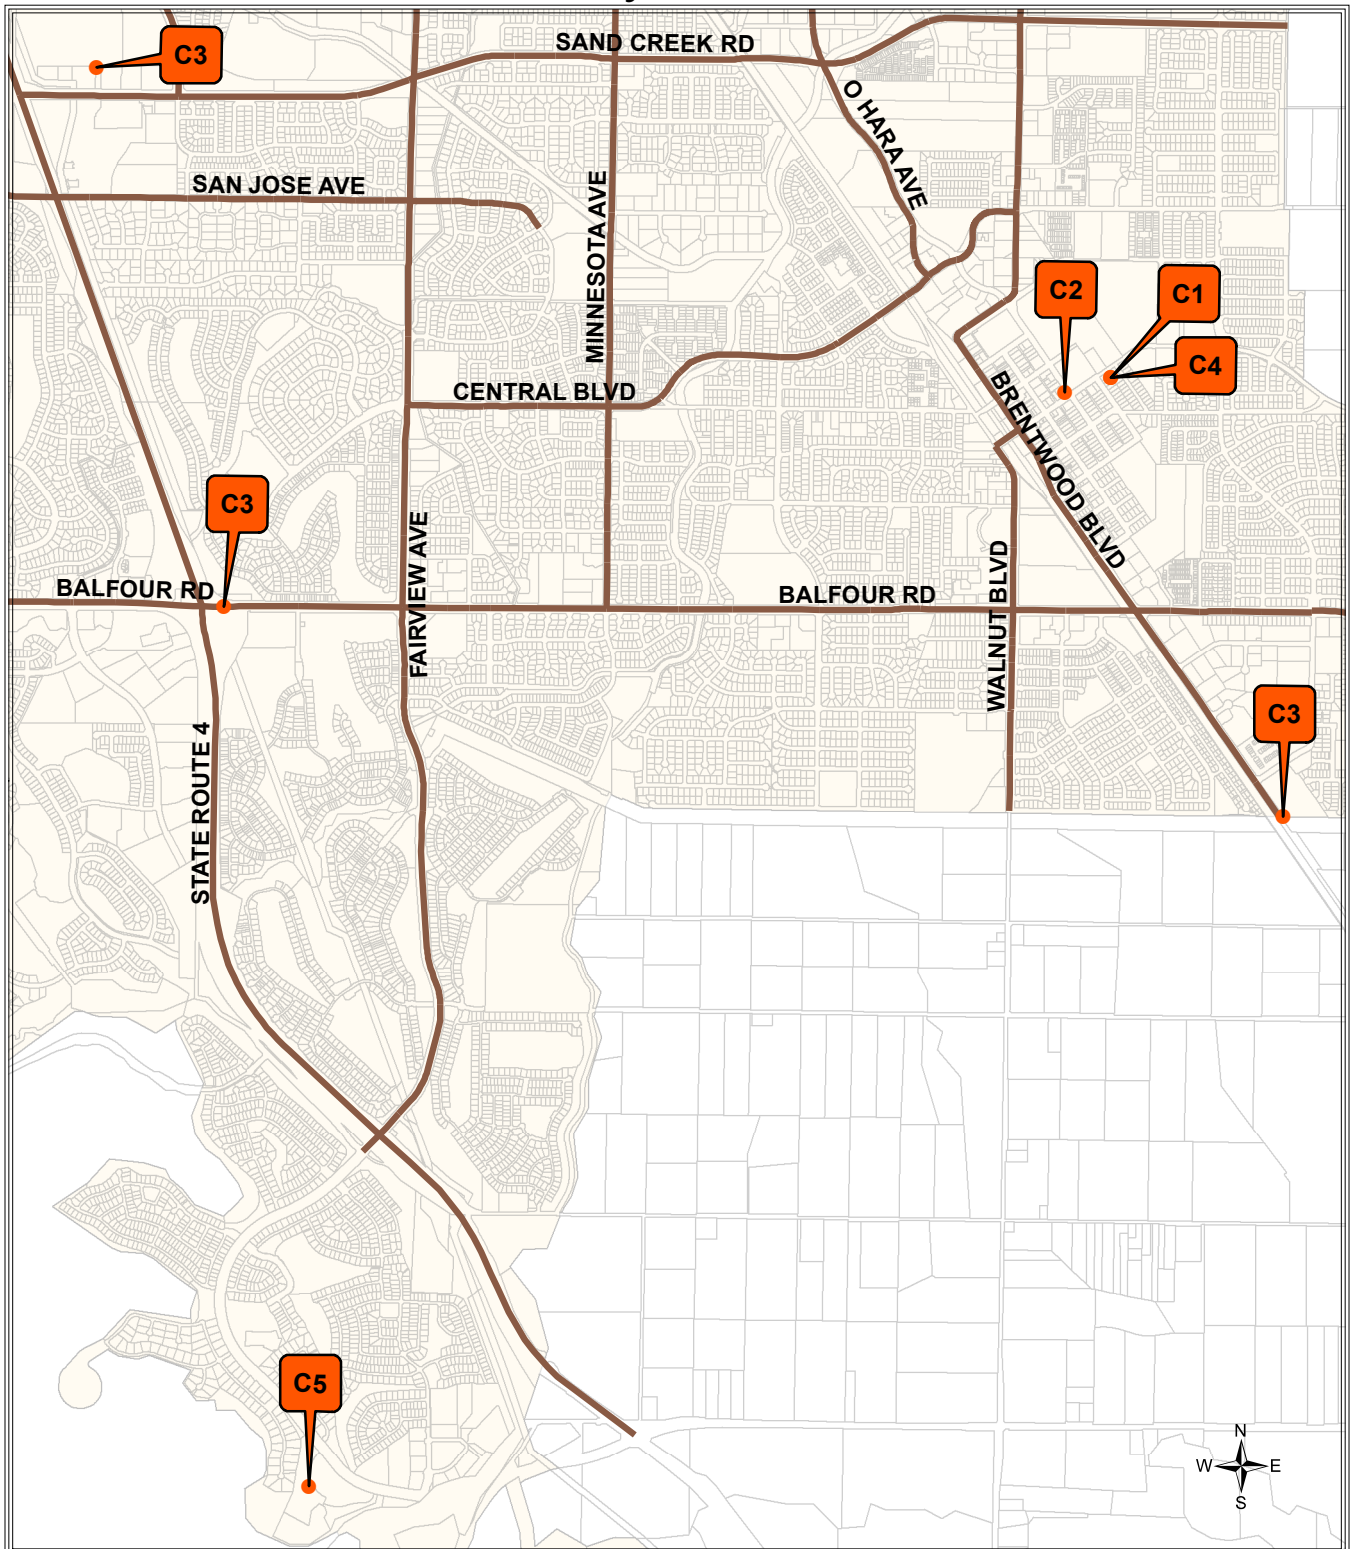 SAND CREEK RD
C3
O HARA AVE
SAN JOSE AVE
MINNESOTA AVE
C2
C1
C4
CENTRAL BLVD
BRENTWOOD BLVD
C3
FAIRVIEW AVE
WALNUT BLVD
BALFOUR RD
BALFOUR RD
C3
STATE ROUTE 4
C5
N
W
E
S